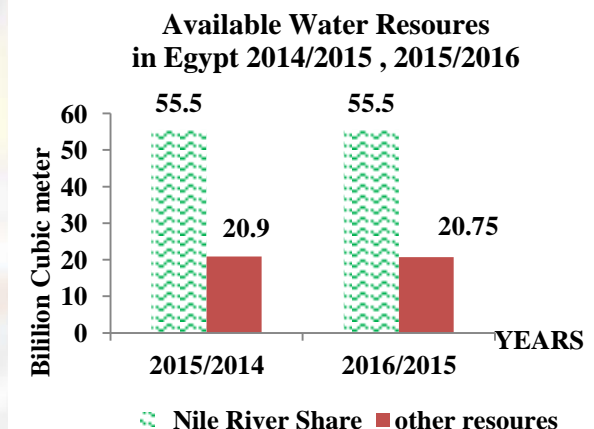 Available Water Resoures
in Egypt 2014/2015 , 2015/2016
Bililion Cubic meter
60
50
40
30
20
10
0
55.5
20.9
55.5
20.75
2015/2014
2016/2015
YEARS
Nile River Share
other resoures